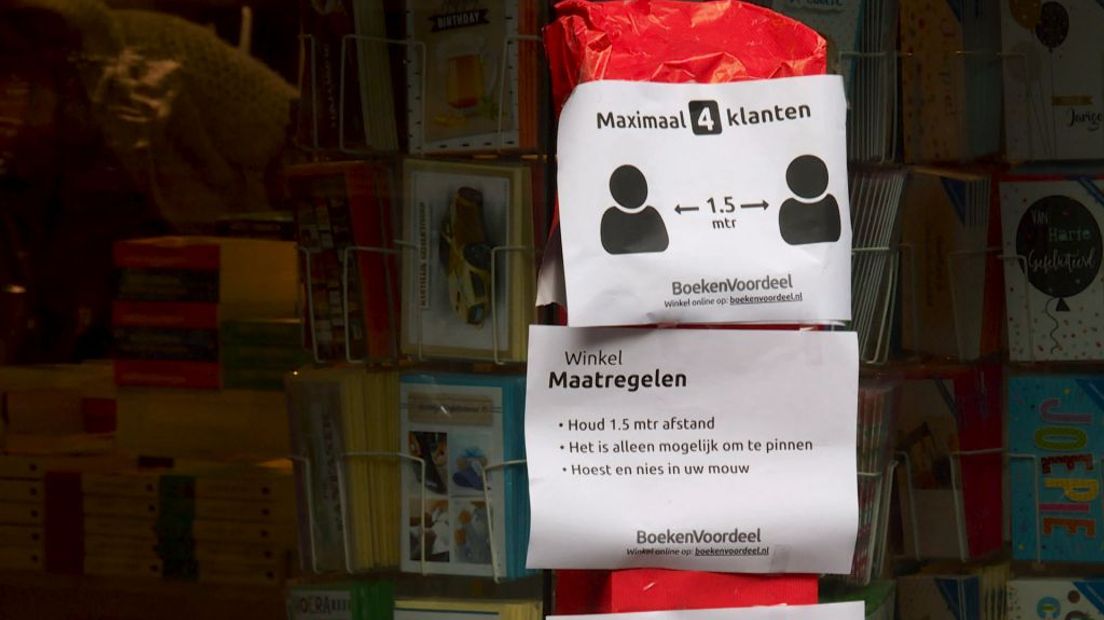 Maximaal 4 klanten
1.5
mtr
BoekenVoordeel
Winkel online op: boekenvoordeel.nl
Winkel
Maatregelen
• Houd 1.5 mtr afstand
• Het is alleen mogelijk om te pinnen
• Hoest en nies in uw mouw
BoekenVoordeel
Winkel online op: boekenvoordeel.nl
BIRTHDAY
Jarige
VAN
Harte
Gefeliciteerd
JOEPIE